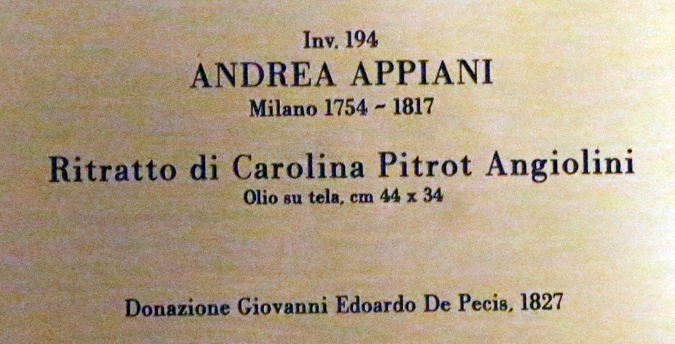 Inv. 194
ANDREA APPIANI
Milano 1754 ~ 1817
Ritratto di Carolina Pitrot Angiolini
Olio su tela, cm 44 x 34
Donazione Giovanni Edoardo De Pecis, 1827